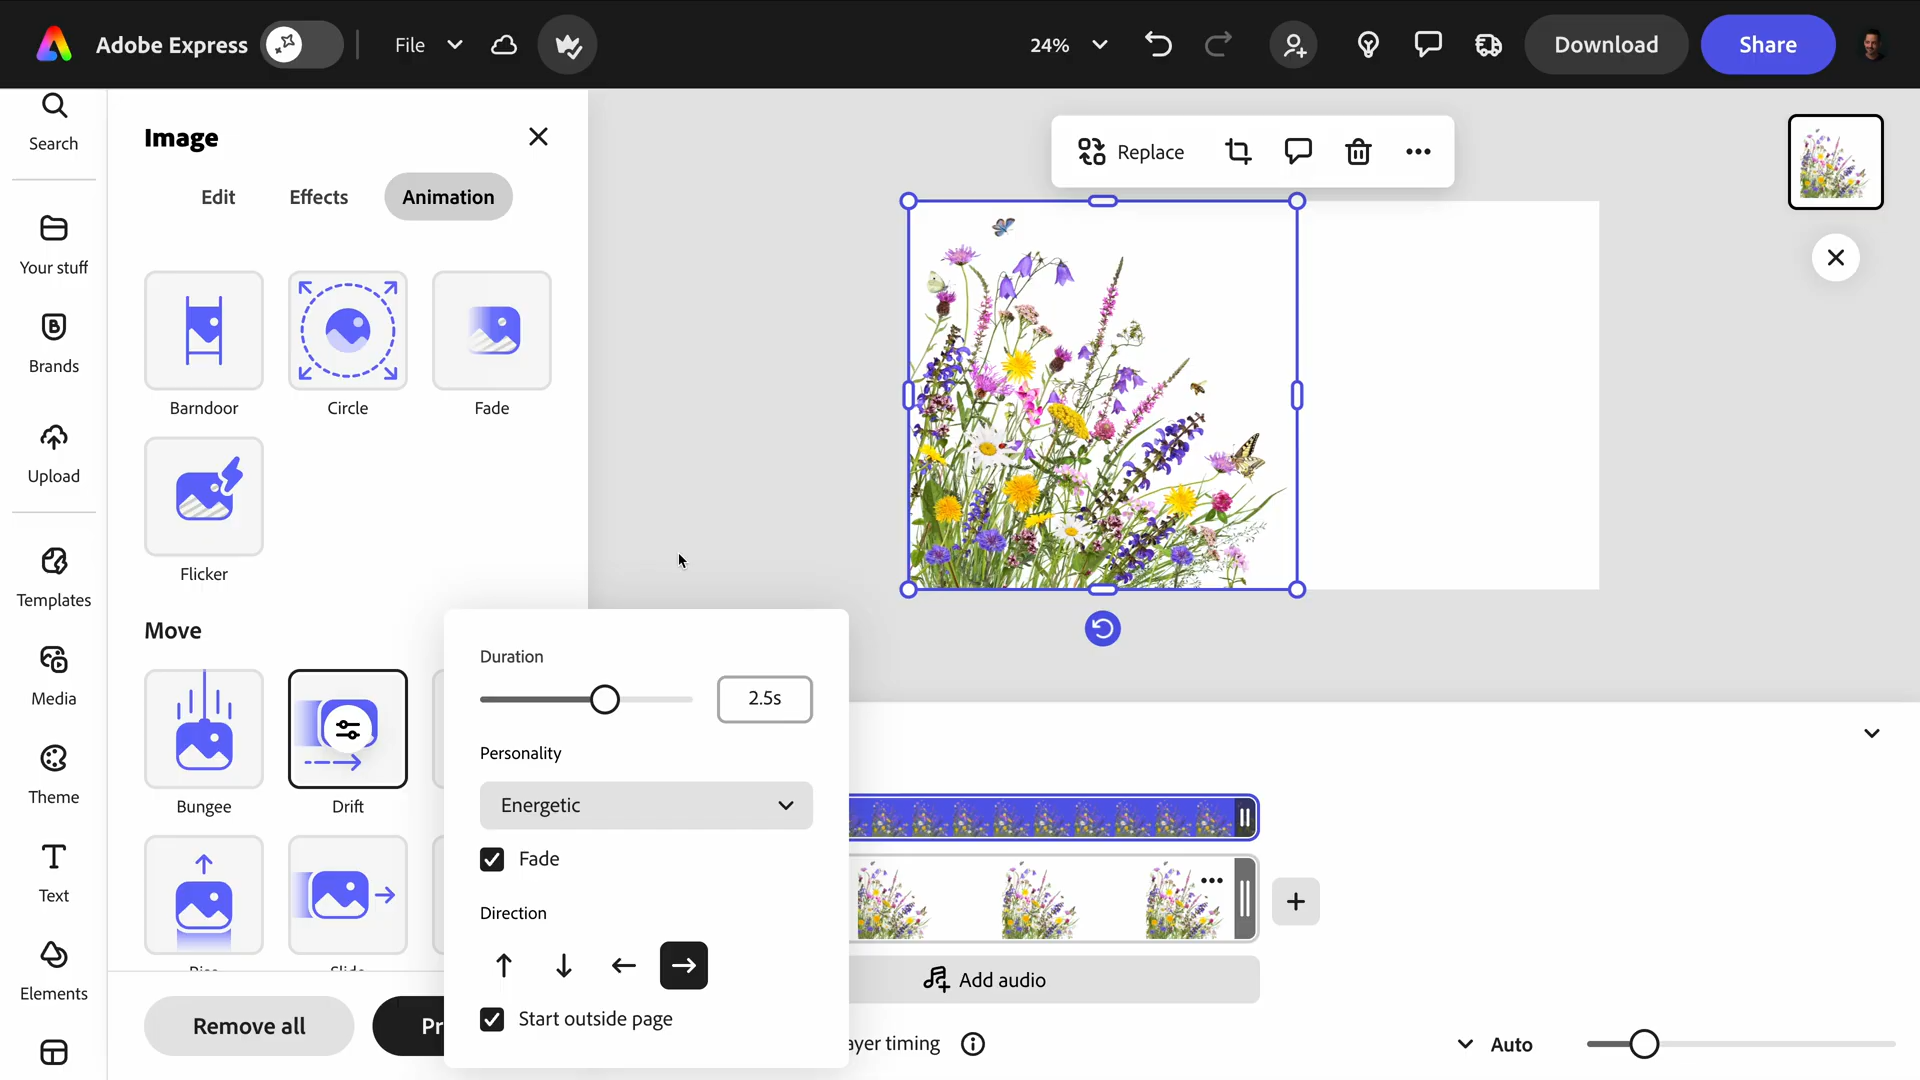 Adobe Express
File
24%
Download
Share
Search
Your stuff
Brands
Upload
Templates
Media
Theme
Text
Elements
Image
Edit
Effects
Animation
Barndoor
Circle
Fade
Flicker
Move
Bungee
Drift
Remove all
Pr
Duration
2.5s
Personality
Energetic
Fade
Direction
Start outside page
Replace
Add audio
ayer timing
Auto